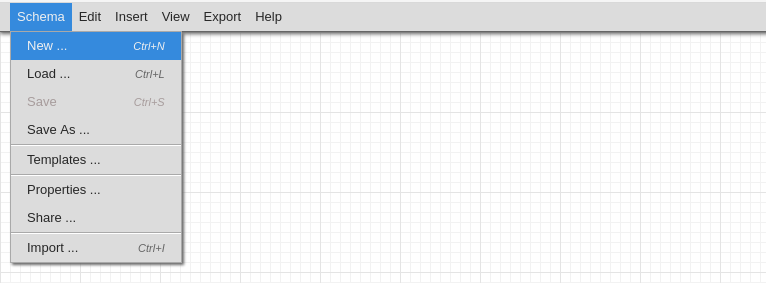 Schema Edit Insert View Export Help
New ... Ctrl+N
Load ... Ctrl+L
Save Ctrl+S
Save As ...
Templates ...
Properties ...
Share ...
Import ... Ctrl+I